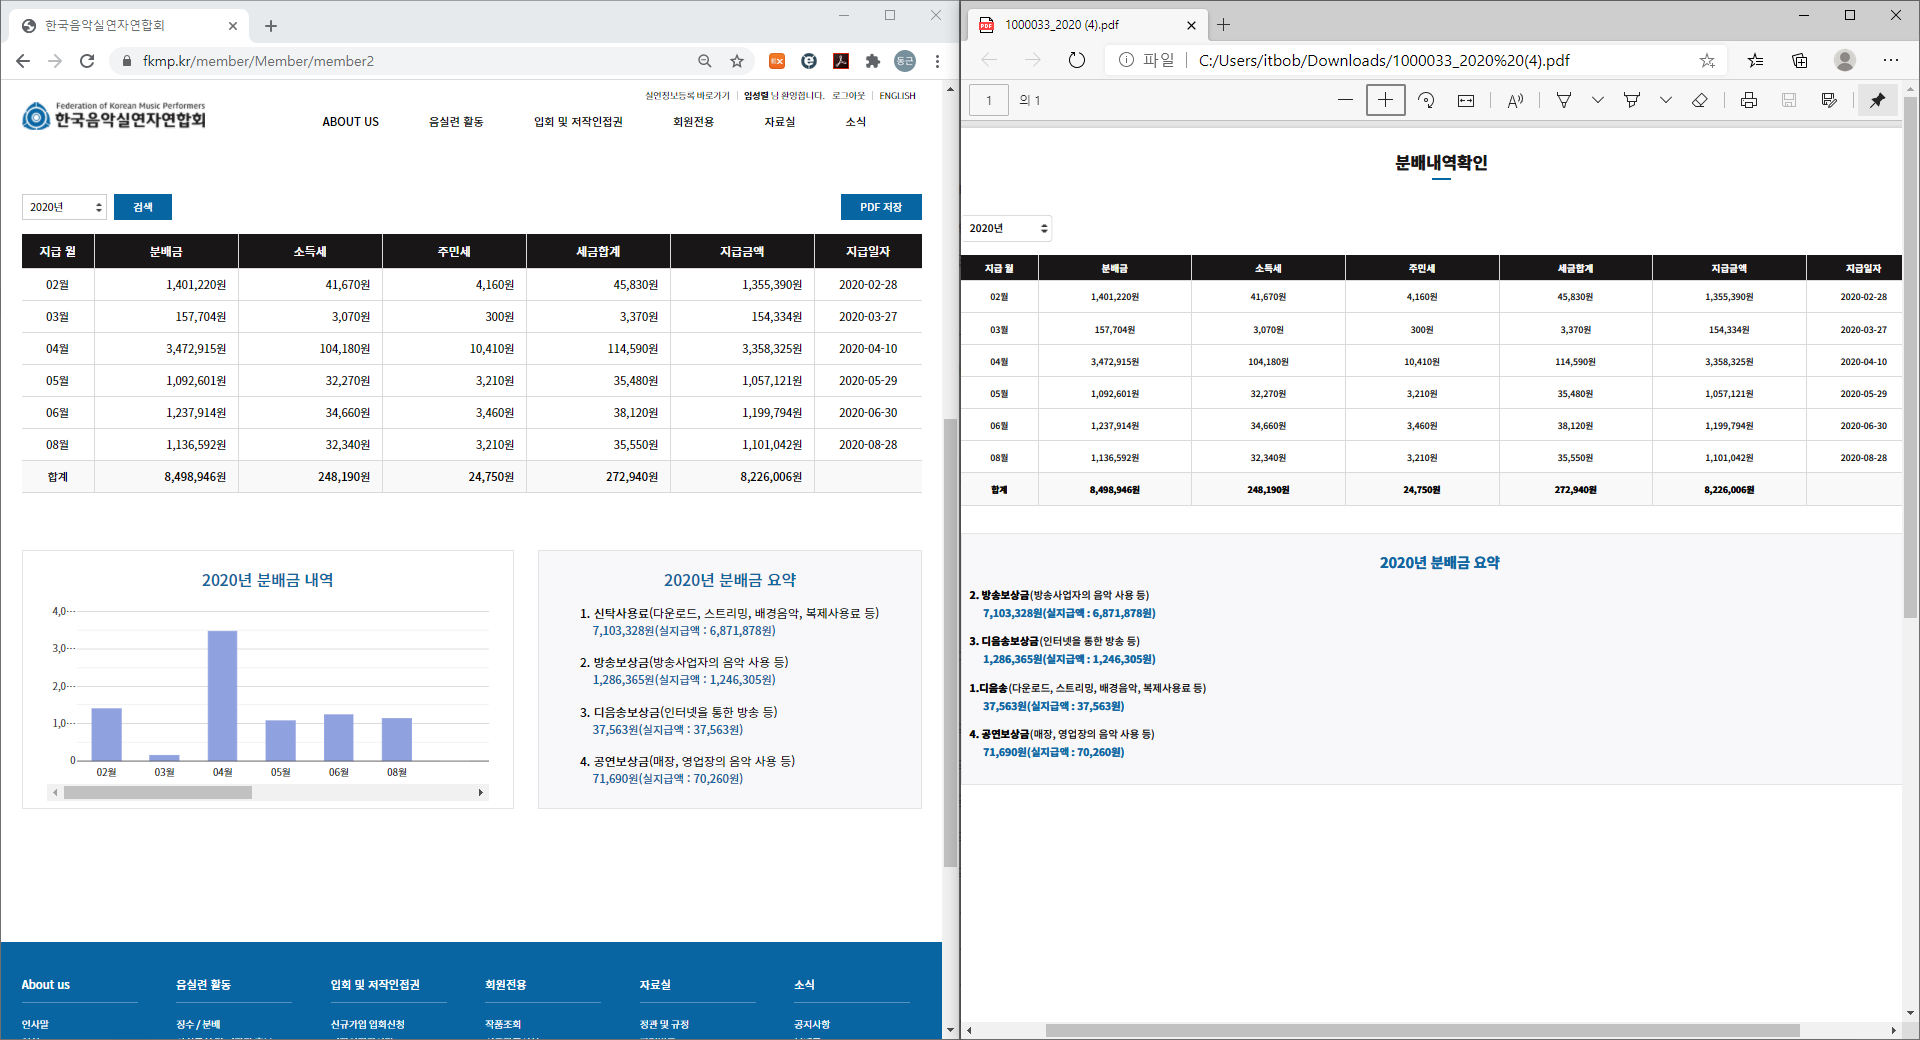 한국음악실연자연합회
fkmp.kr/member/Member/member2
EX
동근
실연정보등록 바로가기
임성렬 님 환영합니다.
로그아웃
ENGLISH
Federation of Korean Music Performers
한국음악실연자연합회
ABOUT US
음실련 활동
입회 및 저작인접권
회원전용
자료실
소식
2020년
검색
PDF 저장
지급 월 분배금 소득세 주민세 세금합계 지급금액 지급일자
02월 1,401,220원 41,670원 4,160원 45,830원 1,355,390원 2020-02-28
03월 157,704원 3,070원 300원 3,370원 154,334원 2020-03-27
04월 3,472,915원 104,180원 10,410원 114,590원 3,358,325원 2020-04-10
05월 1,092,601원 32,270원 3,210원 35,480원 1,057,121원 2020-05-29
06월 1,237,914원 34,660원 3,460원 38,120원 1,199,794원 2020-06-30
08월 1,136,592원 32,340원 3,210원 35,550원 1,101,042원 2020-08-28
합계 8,498,946원 248,190원 24,750원 272,940원 8,226,006원
2020년 분배금 내역
4,0···
3,0···
2,0···
1,0···
0
02월 03월 04월 05월 06월 08월
2020년 분배금 요약
1. 신탁사용료(다운로드, 스트리밍, 배경음악, 복제사용료 등)
7,103,328원(실지급액 : 6,871,878원)
2. 방송보상금(방송사업자의 음악 사용 등)
1,286,365원(실지급액 : 1,246,305원)
3. 디음송보상금(인터넷을 통한 방송 등)
37,563원(실지급액 : 37,563원)
4. 공연보상금(매장, 영업장의 음악 사용 등)
71,690원(실지급액 : 70,260원)
About us 음실련 활동 입회 및 저작인접권 회원전용 자료실 소식
인사말 징수 / 분배 신규가입 입회신청 작품조회 정관 및 규정 공지사항
PDF
1000033_2020 (4).pdf
파일
C:/Users/itbob/Downloads/1000033_2020%20(4).pdf
1
의 1
분배내역확인
2020년
지급 월 분배금 소득세 주민세 세금합계 지급금액 지급일자
02월 1,401,220원 41,670원 4,160원 45,830원 1,355,390원 2020-02-28
03월 157,704원 3,070원 300원 3,370원 154,334원 2020-03-27
04월 3,472,915원 104,180원 10,410원 114,590원 3,358,325원 2020-04-10
05월 1,092,601원 32,270원 3,210원 35,480원 1,057,121원 2020-05-29
06월 1,237,914원 34,660원 3,460원 38,120원 1,199,794원 2020-06-30
08월 1,136,592원 32,340원 3,210원 35,550원 1,101,042원 2020-08-28
합계 8,498,946원 248,190원 24,750원 272,940원 8,226,006원
2020년 분배금 요약
2. 방송보상금(방송사업자의 음악 사용 등)
7,103,328원(실지급액 : 6,871,878원)
3. 디음송보상금(인터넷을 통한 방송 등)
1,286,365원(실지급액 : 1,246,305원)
1.디음송(다운로드, 스트리밍, 배경음악, 복제사용료 등)
37,563원(실지급액 : 37,563원)
4. 공연보상금(매장, 영업장의 음악 사용 등)
71,690원(실지급액 : 70,260원)